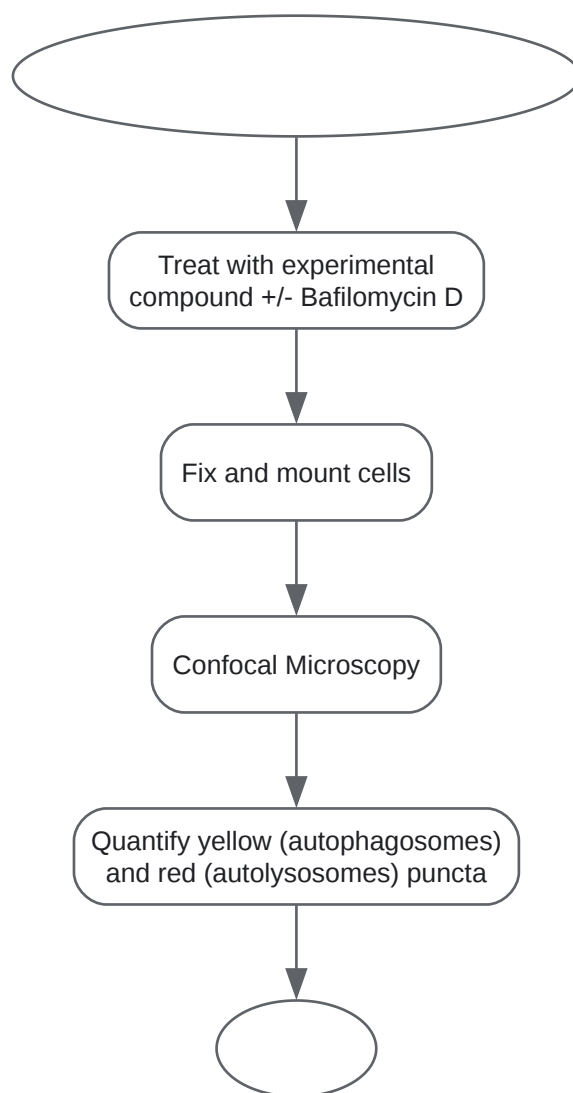 Treat with experimental
compound +/- Bafilomycin D
Fix and mount cells
Confocal Microscopy
Quantify yellow (autophagosomes)
and red (autolysosomes) puncta